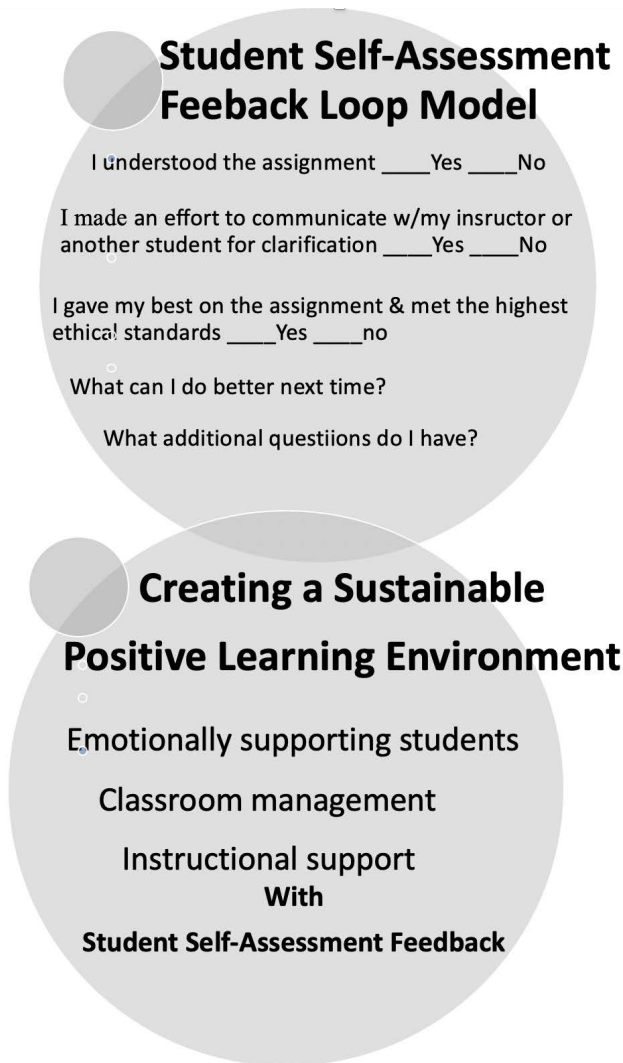 Student Self-Assessment
Feeback Loop Model
I understood the assignment ____Yes ____No
I made an effort to communicate w/my insructor or
another student for clarification ____Yes ____No
I gave my best on the assignment & met the highest
ethical standards ____Yes ____no
What can I do better next time?
What additional questiions do I have?
Creating a Sustainable
Positive Learning Environment
Emotionally supporting students
Classroom management
Instructional support
With
Student Self-Assessment Feedback